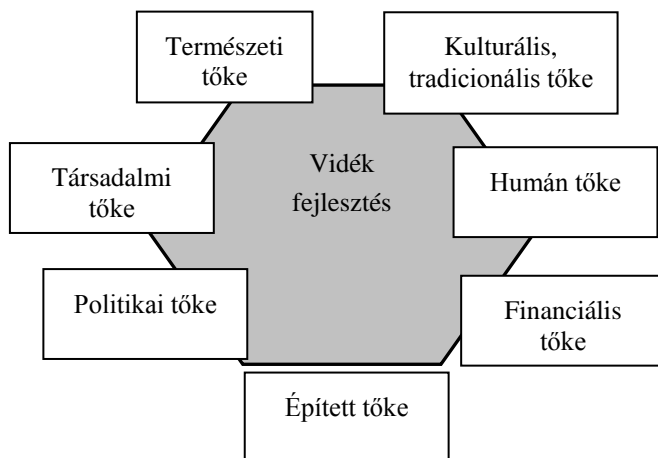 Természeti
tőke
Kulturális,
tradicionális tőke
Vidék
fejlesztés
Társadalmi
tőke
Humán tőke
Politikai tőke
Financiális
tőke
Épített tőke